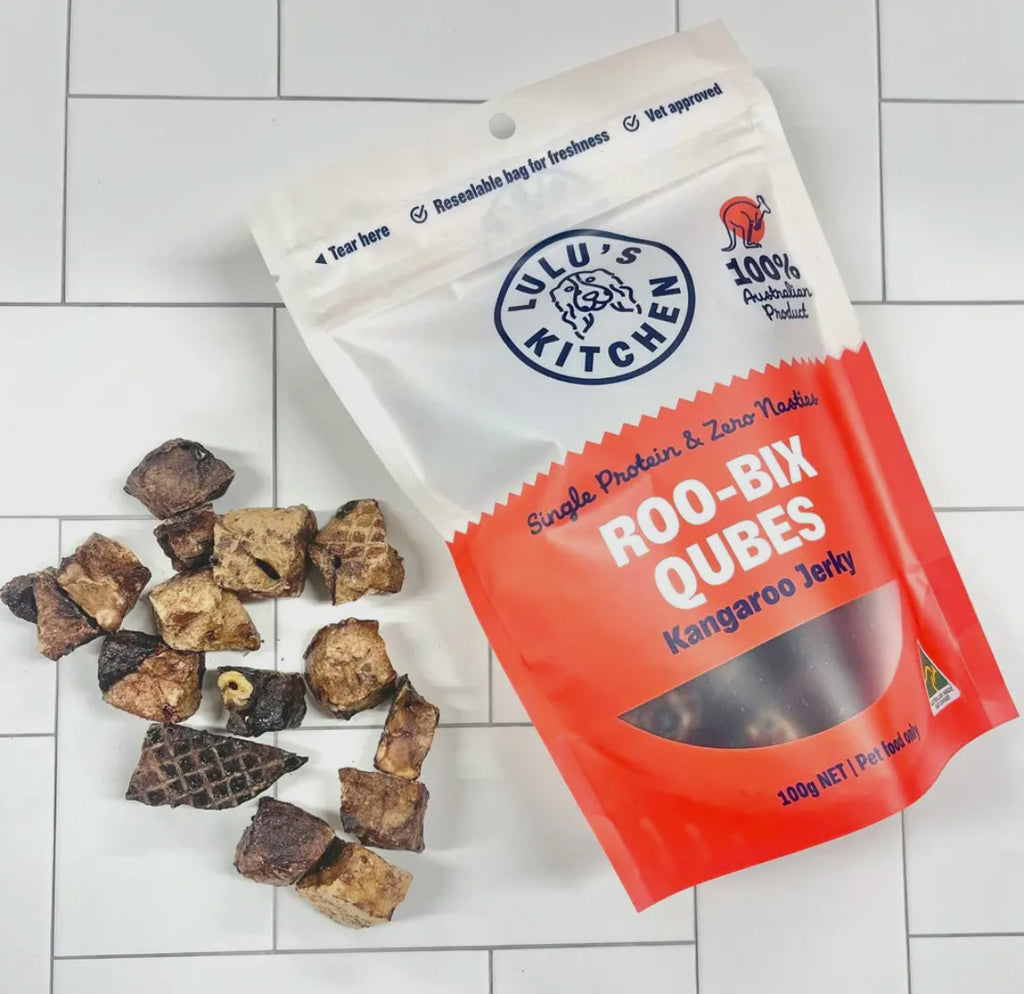 Tear here
Resealable bag for freshness
Vet approved
LULU'S
KITCHEN
100%
Australian
Product
Single Protein & Zero Nasties
ROO-BIX
QUBES
Kangaroo Jerky
100g NET | Pet food only